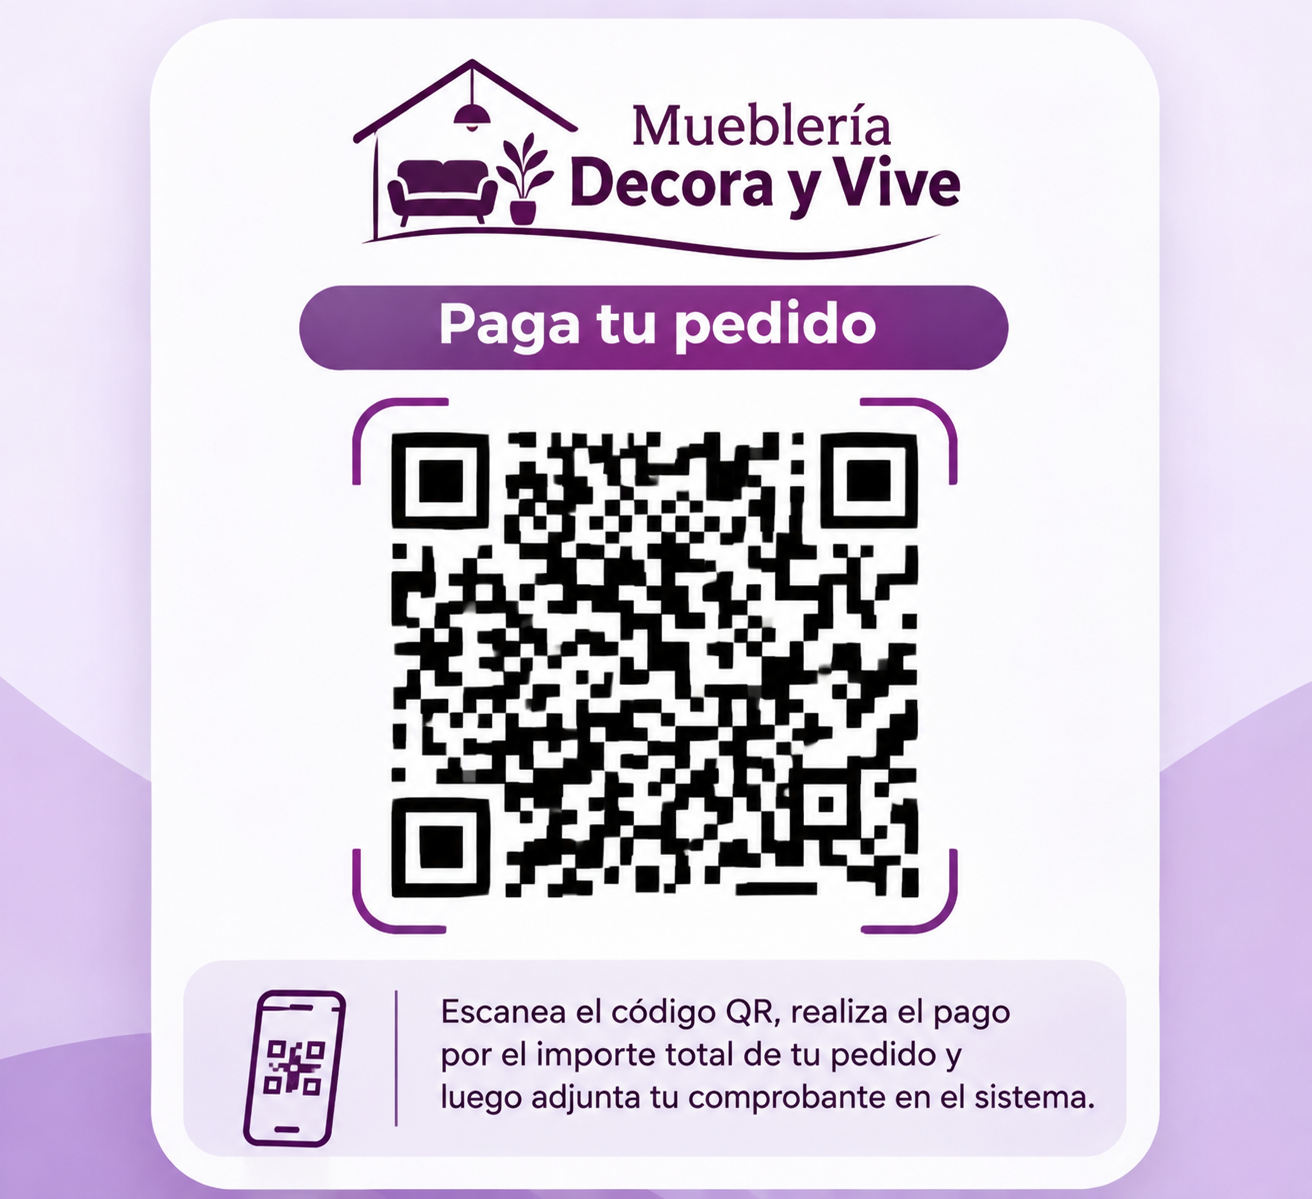 Mueblería
Decora y Vive
Paga tu pedido
Escanea el código QR, realiza el pago
por el importe total de tu pedido y
luego adjunta tu comprobante en el sistema.